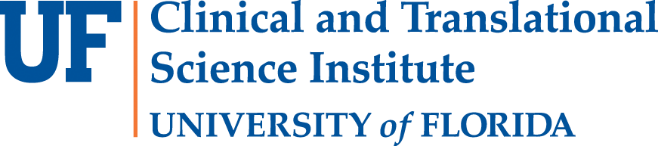 UF
Clinical and Translational
Science Institute
UNIVERSITY of FLORIDA